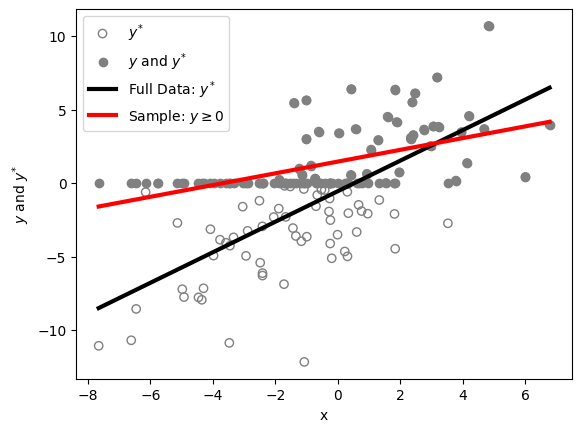 y*
y and y*
Full Data: y*
Sample: y ≥ 0
10
5
0
−5
−10
y and y*
−8 −6 −4 −2 0 2 4 6
x